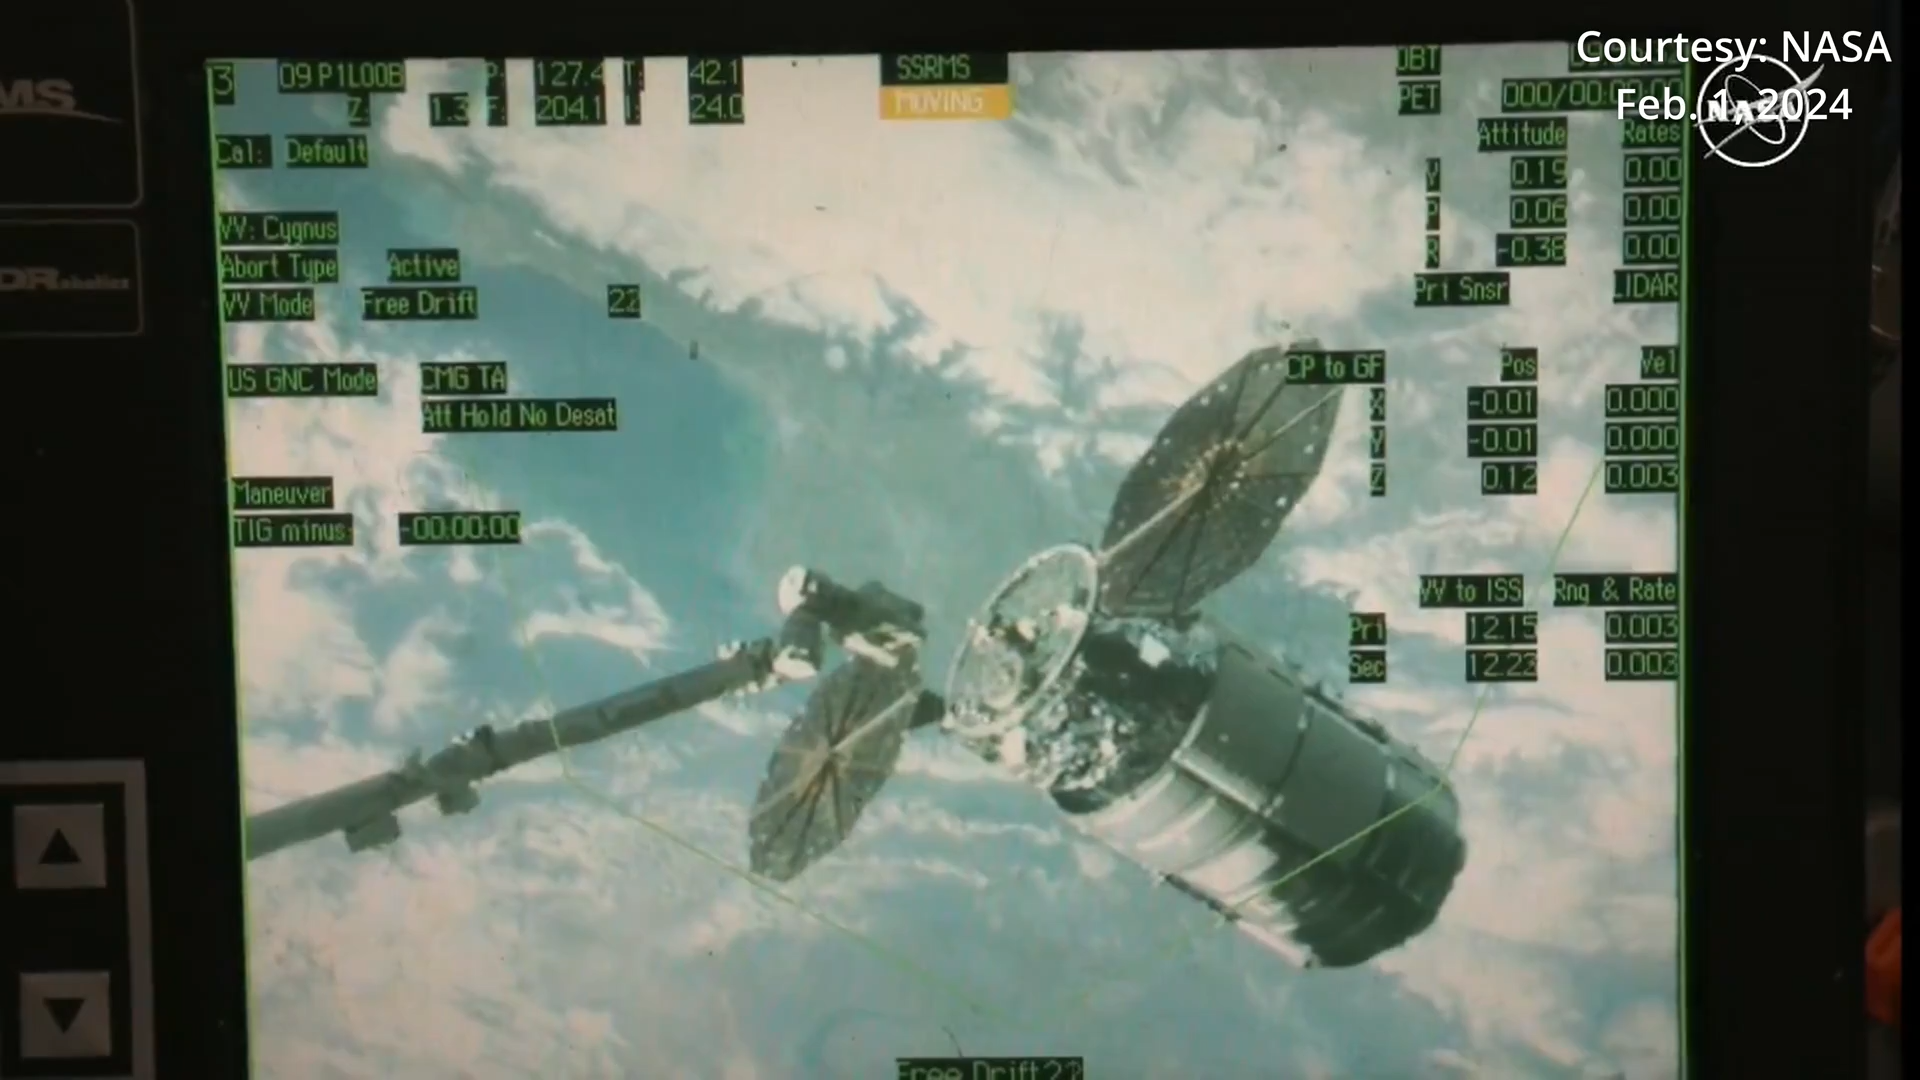 Courtesy: NASA
Feb. 1, 2024
NASA
MS
DR robotics
13 09 P1L00B P: 127.4 T: 42.1
Z: 1.3 F: 204.1 I: 24.0
SSRMS
MOVING
Cal: Default
VV: Cygnus
Abort Type Active
VV Mode Free Drift 22
US GNC Mode CMG TA
Att Hold No Desat
Maneuver
TIG minus: -00:00:00
PET
Attitude Rates
Y 0.19 0.00
P 0.06 0.00
R -0.38 0.00
Pri Snsr LIDAR
CP to GF Pos Vel
X -0.01 0.000
Y -0.01 0.000
Z 0.12 0.003
VV to ISS Rng & Rate
Pri 12.15 0.003
Sec 12.23 0.003
Free Drift